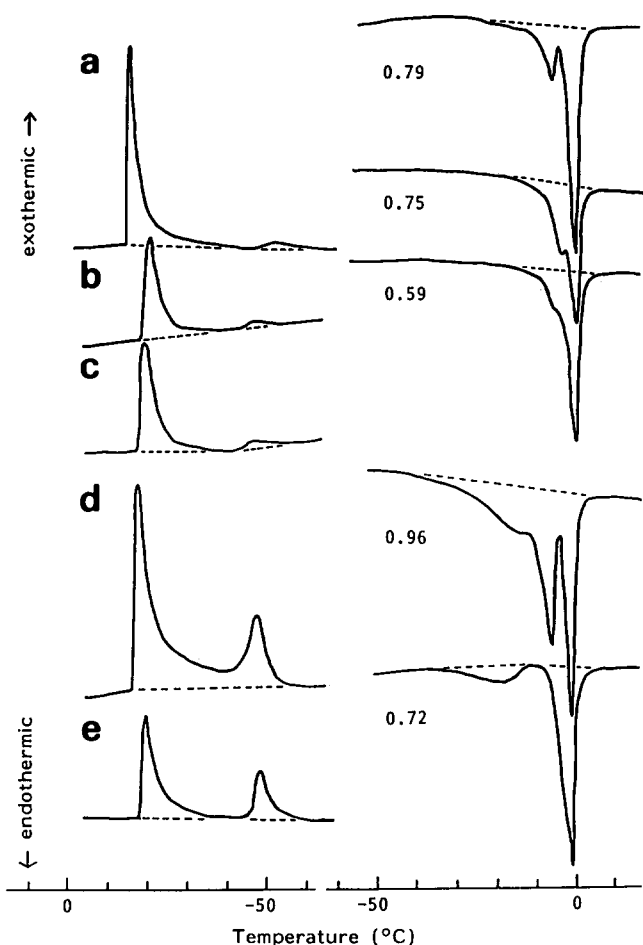 a
0.79
exothermic →
0.75
b
0.59
c
d
0.96
e
0.72
← endothermic
0
-50
-50
0
Temperature (°C)